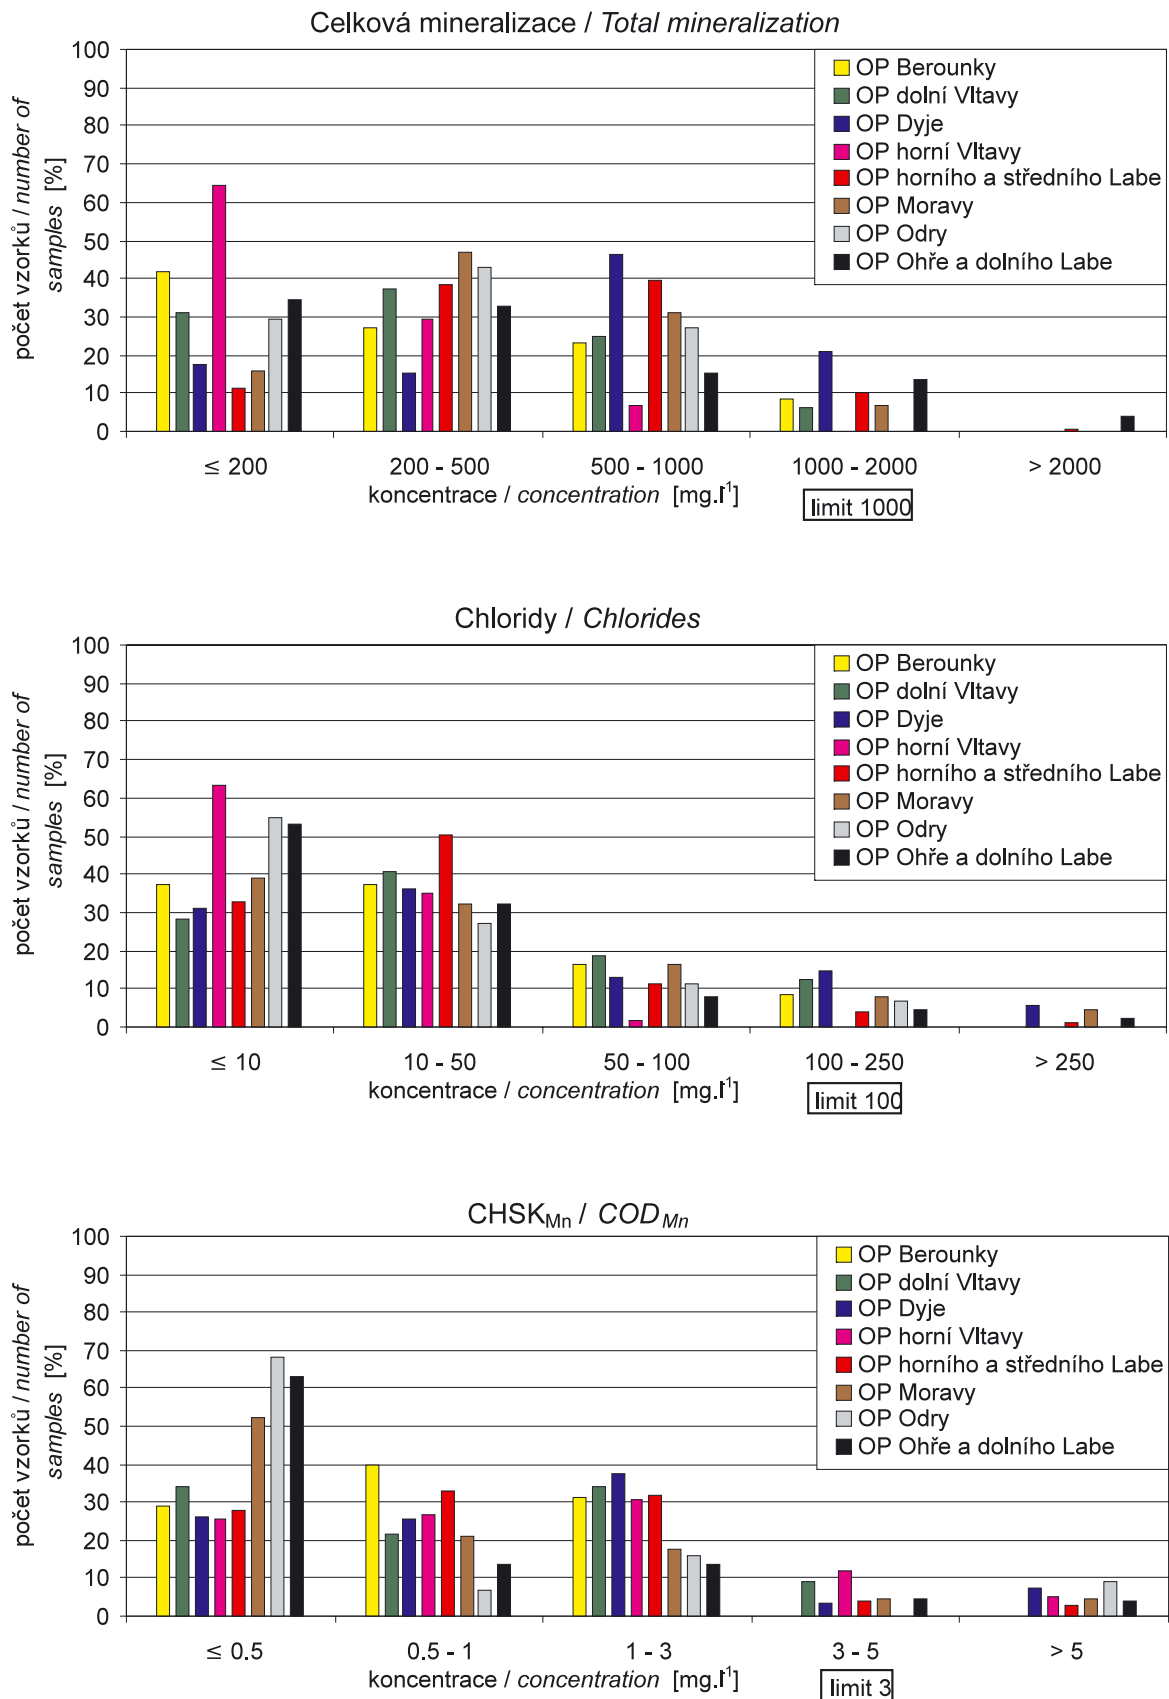 Celková mineralizace / Total mineralization
počet vzorků / number of
samples [%]
100
90
80
70
60
50
40
30
20
10
0
OP Berounky
OP dolní Vltavy
OP Dyje
OP horní Vltavy
OP horního a středního Labe
OP Moravy
OP Odry
OP Ohře a dolního Labe
≤ 200
200 - 500
500 - 1000
1000 - 2000
> 2000
koncentrace / concentration [mg.l¹]
limit 1000
Chloridy / Chlorides
počet vzorků / number of
samples [%]
100
90
80
70
60
50
40
30
20
10
0
OP Berounky
OP dolní Vltavy
OP Dyje
OP horní Vltavy
OP horního a středního Labe
OP Moravy
OP Odry
OP Ohře a dolního Labe
≤ 10
10 - 50
50 - 100
100 - 250
> 250
koncentrace / concentration [mg.l¹]
limit 100
CHSK_Mn / COD_Mn
počet vzorků / number of
samples [%]
100
90
80
70
60
50
40
30
20
10
0
OP Berounky
OP dolní Vltavy
OP Dyje
OP horní Vltavy
OP horního a středního Labe
OP Moravy
OP Odry
OP Ohře a dolního Labe
≤ 0.5
0.5 - 1
1 - 3
3 - 5
> 5
koncentrace / concentration [mg.l¹]
limit 3